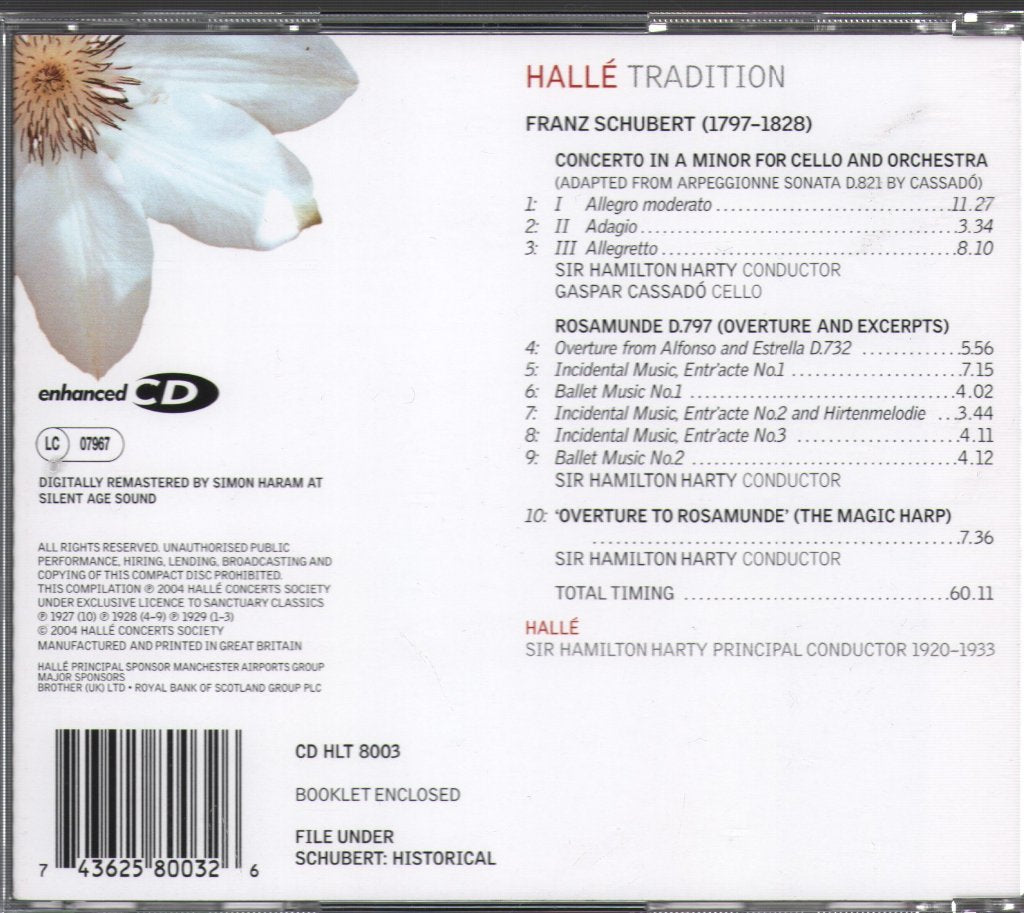 HALLÉ TRADITION
FRANZ SCHUBERT (1797–1828)
CONCERTO IN A MINOR FOR CELLO AND ORCHESTRA
(ADAPTED FROM ARPEGGIONNE SONATA D.821 BY CASSADÓ)
1: I Allegro moderato ........................11.27
2: II Adagio ........................3.34
3: III Allegretto ........................8.10
SIR HAMILTON HARTY CONDUCTOR
GASPAR CASSADÓ CELLO
ROSAMUNDE D.797 (OVERTURE AND EXCERPTS)
4: Overture from Alfonso and Estrella D.732 ............5.56
5: Incidental Music, Entr'acte No.1 ....................7.15
6: Ballet Music No.1 ........................4.02
7: Incidental Music, Entr'acte No.2 and Hirtenmelodie ...3.44
8: Incidental Music, Entr'acte No.3 ...................4.11
9: Ballet Music No.2 ........................4.12
SIR HAMILTON HARTY CONDUCTOR
10: 'OVERTURE TO ROSAMUNDE' (THE MAGIC HARP)
........................7.36
SIR HAMILTON HARTY CONDUCTOR
TOTAL TIMING ........................60.11
HALLÉ
SIR HAMILTON HARTY PRINCIPAL CONDUCTOR 1920–1933
enhanced CD
LC 07967
DIGITALLY REMASTERED BY SIMON HARAM AT
SILENT AGE SOUND
ALL RIGHTS RESERVED. UNAUTHORISED PUBLIC
PERFORMANCE, HIRING, LENDING, BROADCASTING AND
COPYING OF THIS COMPACT DISC PROHIBITED.
THIS COMPILATION ℗ 2004 HALLÉ CONCERTS SOCIETY
UNDER EXCLUSIVE LICENCE TO SANCTUARY CLASSICS
℗ 1927 (10) ℗ 1928 (4–9) ℗ 1929 (1–3)
© 2004 HALLÉ CONCERTS SOCIETY
MANUFACTURED AND PRINTED IN GREAT BRITAIN
HALLÉ PRINCIPAL SPONSOR MANCHESTER AIRPORTS GROUP
MAJOR SPONSORS
BROTHER (UK) LTD • ROYAL BANK OF SCOTLAND GROUP PLC
7 43625 80032 6
CD HLT 8003
BOOKLET ENCLOSED
FILE UNDER
SCHUBERT: HISTORICAL